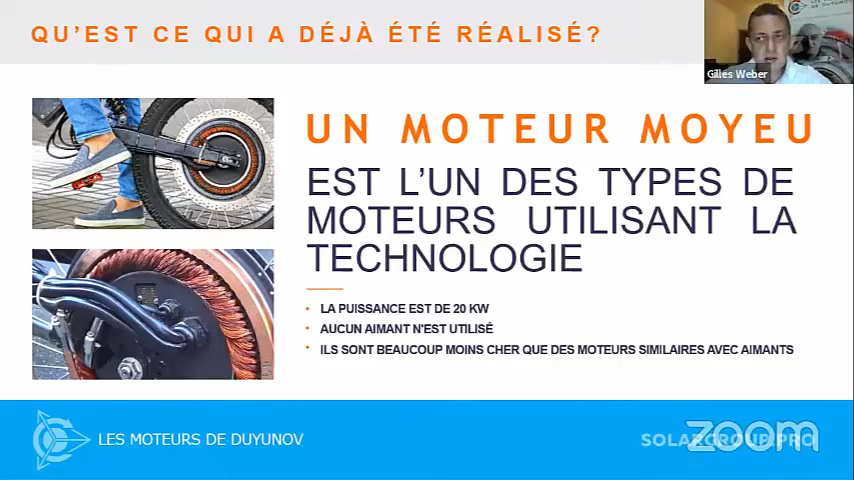 QU'EST CE QUI A DÉJÀ ÉTÉ RÉALISÉ?
Gilles Weber
UN MOTEUR MOYEU
EST L'UN DES TYPES DE
MOTEURS UTILISANT LA
TECHNOLOGIE
• LA PUISSANCE EST DE 20 KW
• AUCUN AIMANT N'EST UTILISÉ
• ILS SONT BEAUCOUP MOINS CHER QUE DES MOTEURS SIMILAIRES AVEC AIMANTS
LES MOTEURS DE DUYUNOV
SOLARGROUP.PRO
zoom